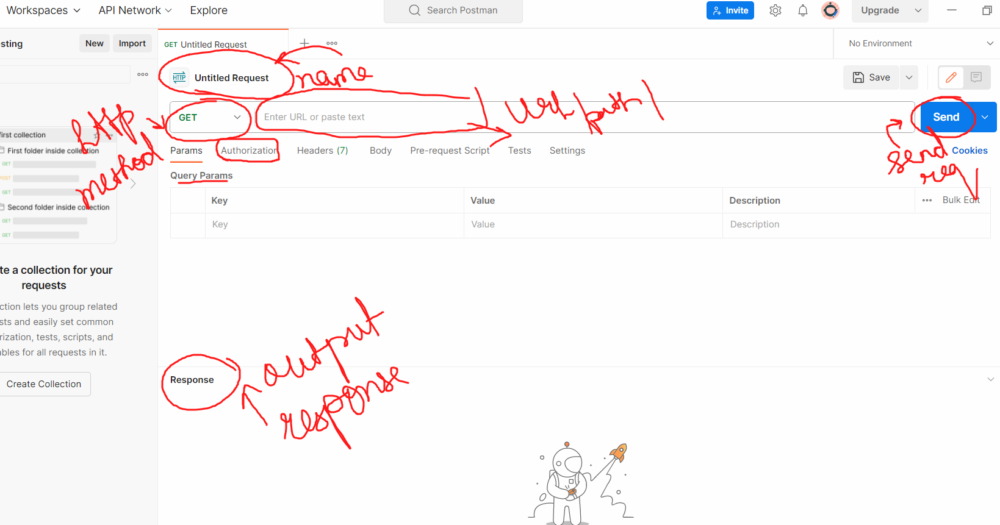 Workspaces API Network Explore Search Postman Invite Upgrade
esting New Import GET Untitled Request No Environment
HTTP Untitled Request name Save
GET Enter URL or paste text url/path/ Send
HTTP method
first collection
First folder inside collection
GET
POST
GET
Second folder inside collection
GET
GET
Params Authorization Headers (7) Body Pre-request Script Tests Settings Cookies
send
req
Query Params
Key Value Description Bulk Edit
Key Value Description
te a collection for your
requests
ction lets you group related
sts and easily set common
rization, tests, scripts, and
ables for all requests in it.
Create Collection
Response
output
response